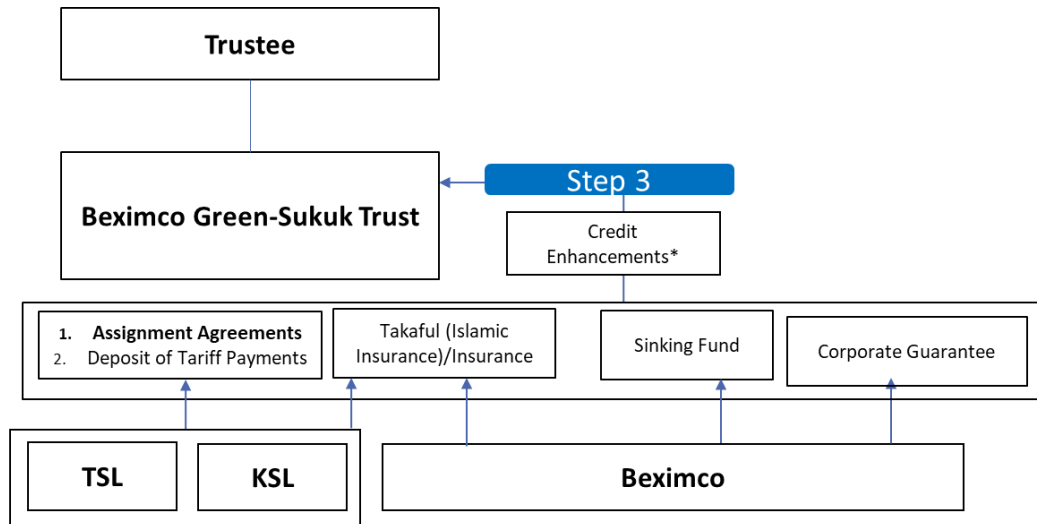 Trustee
Beximco Green-Sukuk Trust
Step 3
Credit
Enhancements*
1. Assignment Agreements
2. Deposit of Tariff Payments
Takaful (Islamic
Insurance)/Insurance
Sinking Fund
Corporate Guarantee
TSL
KSL
Beximco